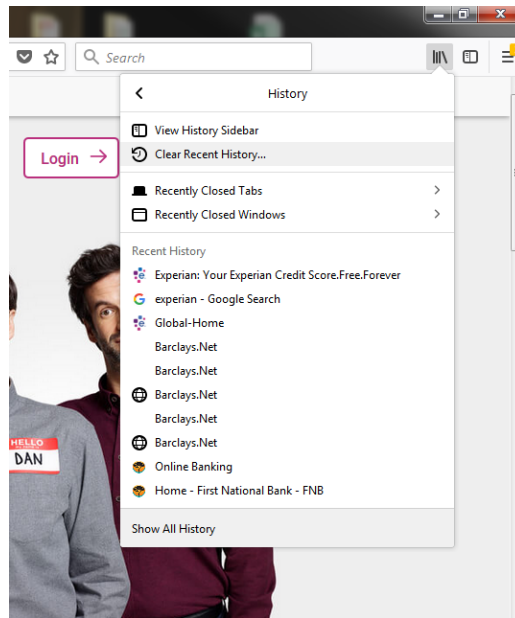 Search
History
View History Sidebar
Clear Recent History...
Login →
Recently Closed Tabs
Recently Closed Windows
Recent History
Experian: Your Experian Credit Score.Free.Forever
experian - Google Search
Global-Home
Barclays.Net
Barclays.Net
Barclays.Net
Barclays.Net
Barclays.Net
Online Banking
Home - First National Bank - FNB
Show All History
HELLO
DAN